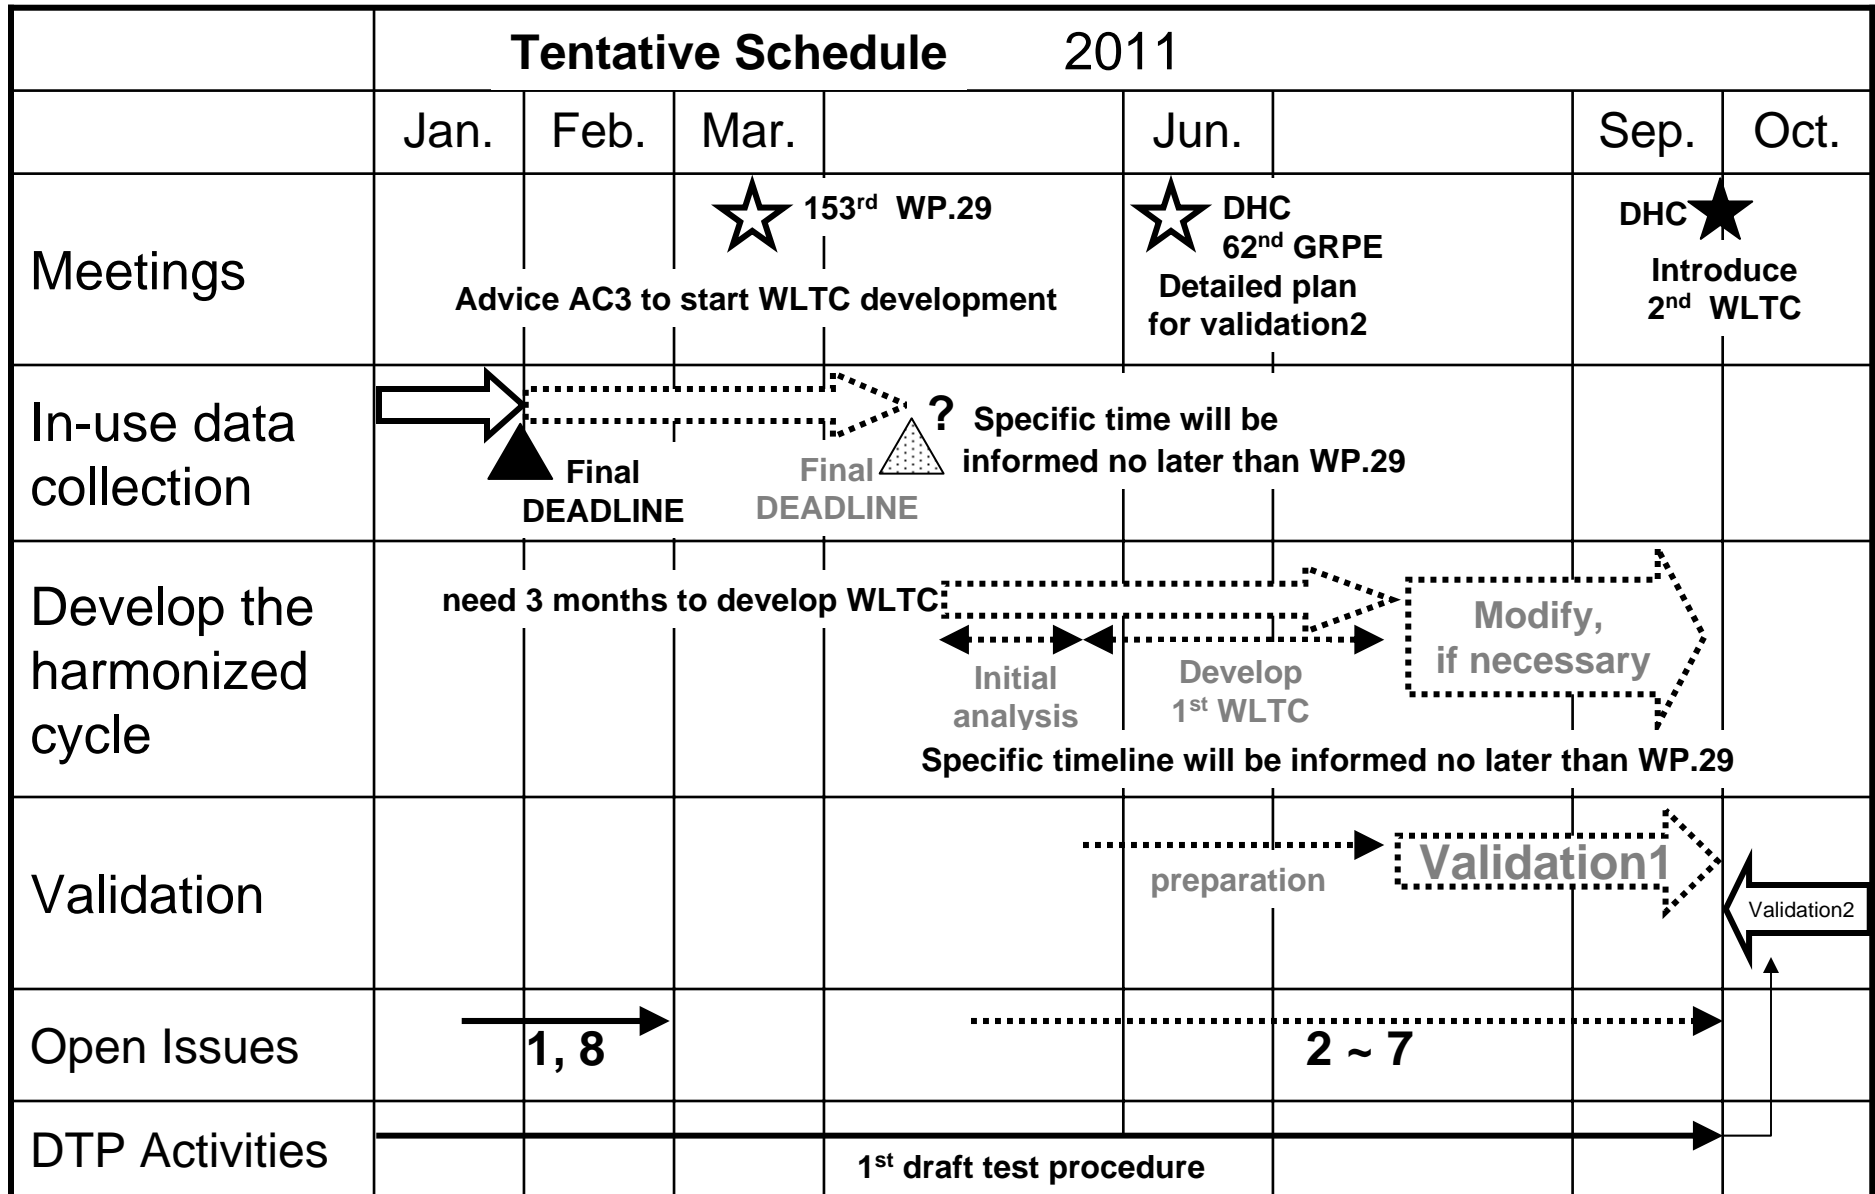 Tentative Schedule 2011
Jan. Feb. Mar. Jun. Sep. Oct.
Meetings
153rd WP.29
Advice AC3 to start WLTC development
DHC
62nd GRPE
Detailed plan
for validation2
DHC
Introduce
2nd WLTC
In-use data
collection
Final
DEADLINE
Final
DEADLINE
?
Specific time will be
informed no later than WP.29
Develop the
harmonized
cycle
need 3 months to develop WLTC
Initial
analysis
Develop
1st WLTC
Modify,
if necessary
Specific timeline will be informed no later than WP.29
Validation
preparation
Validation1
Validation2
Open Issues
1, 8
2 ~ 7
DTP Activities
1st draft test procedure